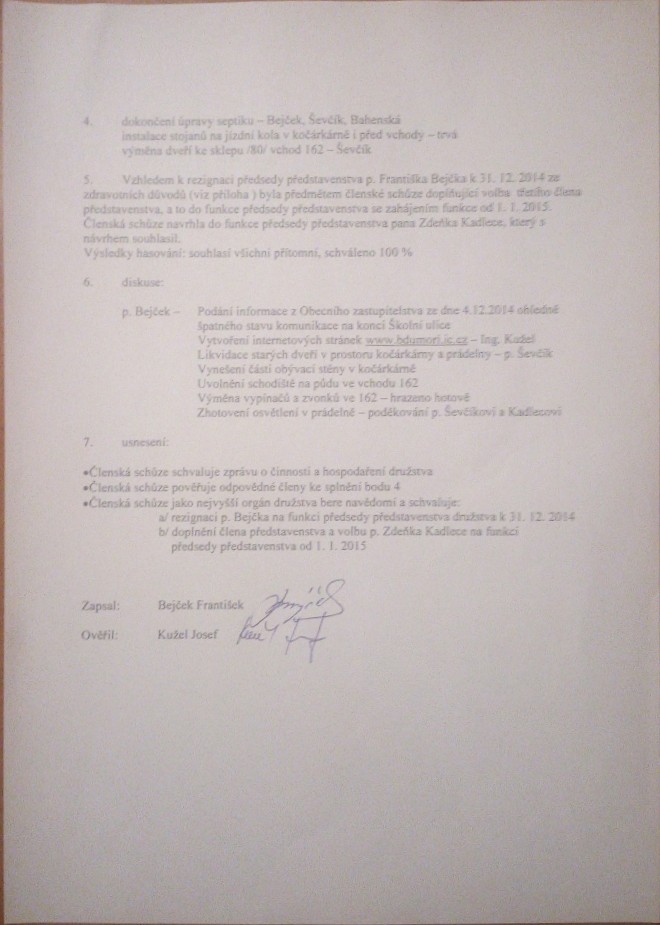 4. dokončení úpravy septiku – Bejček, Ševčík, Bahenská
instalace stojanů na jízdní kola v kočárkárně i před vchody – trvá
výměna dveří ke sklepu /80/ vchod 162 – Ševčík
5. Vzhledem k rezignaci předsedy představenstva p. Františka Bejčka k 31. 12. 2014 ze
zdravotních důvodů (viz příloha ) byla předmětem členské schůze doplňující volba třetího člena
představenstva, a to do funkce předsedy představenstva se zahájením funkce od 1. 1. 2015.
Členská schůze navrhla do funkce předsedy představenstva pana Zdeňka Kadlece, který s
návrhem souhlasil.
Výsledky hasování: souhlasí všichni přítomni, schváleno 100 %
6. diskuse:
p. Bejček – Podání informace z Obecního zastupitelstva ze dne 4.12.2014 ohledně
špatného stavu komunikace na konci Školní ulice
Vytvoření internetových stránek www.bdumori.ic.cz – Ing. Kužel
Likvidace starých dveří v prostoru kočárkárny a prádelny – p. Ševčík
Vynešení části obývací stěny v kočárkárně
Uvolnění schodiště na půdu ve vchodu 162
Výměna vypínačů a zvonků ve 162 – hrazeno hotově
Zhotovení osvětlení v prádelně – poděkování p. Ševčíkovi a Kadlecovi
7. usnesení:
•Členská schůze schvaluje zprávu o činnosti a hospodaření družstva
•Členská schůze pověřuje odpovědné členy ke splnění bodu 4
•Členská schůze jako nejvyšší orgán družstva bere navědomí a schvaluje:
a/ rezignaci p. Bejčka na funkci předsedy představenstva družstva k 31. 12. 2014
b/ doplnění člena představenstva a volbu p. Zdeňka Kadlece na funkci
předsedy představenstva od 1. 1. 2015
Zapsal: Bejček František
Ověřil: Kužel Josef